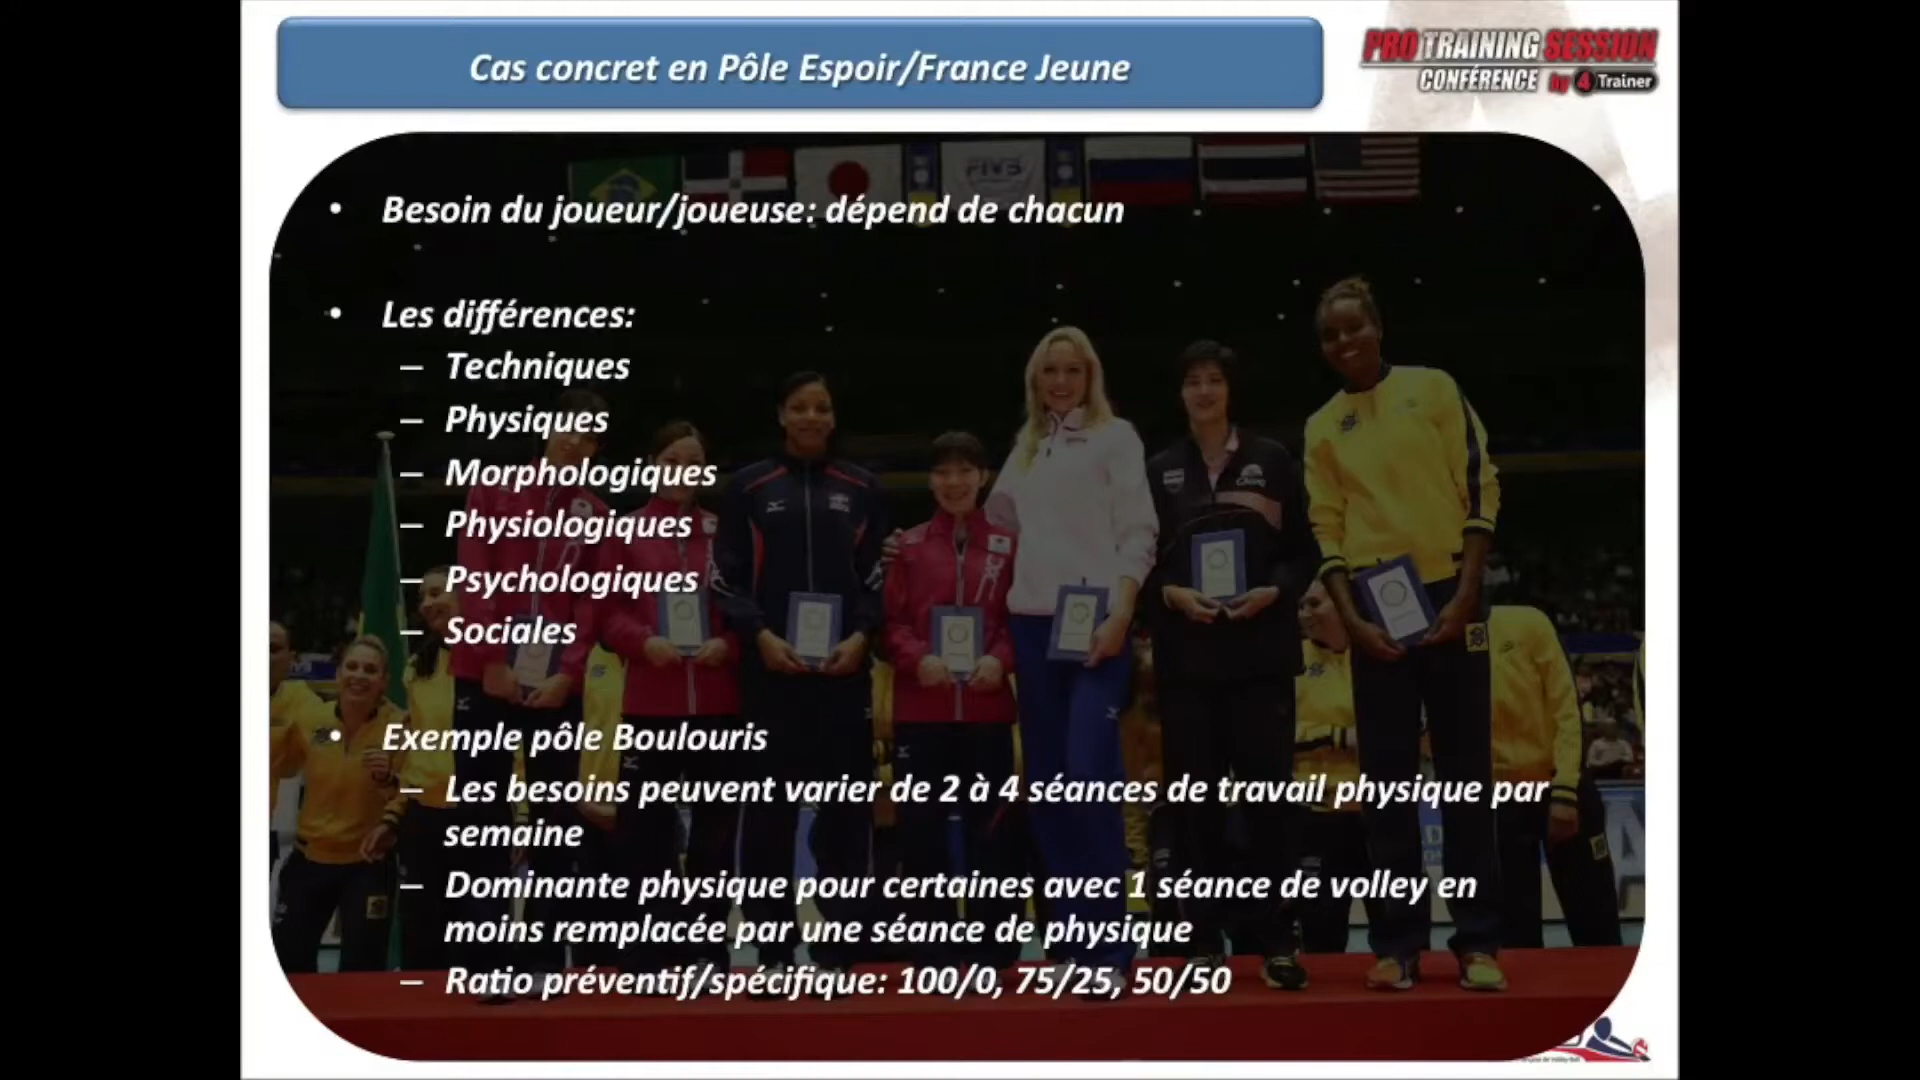 Cas concret en Pôle Espoir/France Jeune
PRO TRAINING SESSION
CONFÉRENCE by 4 Trainer
FIVB
• Besoin du joueur/joueuse: dépend de chacun
• Les différences:
– Techniques
– Physiques
– Morphologiques
– Physiologiques
– Psychologiques
– Sociales
• Exemple pôle Boulouris
– Les besoins peuvent varier de 2 à 4 séances de travail physique par
semaine
– Dominante physique pour certaines avec 1 séance de volley en
moins remplacée par une séance de physique
– Ratio préventif/spécifique: 100/0, 75/25, 50/50